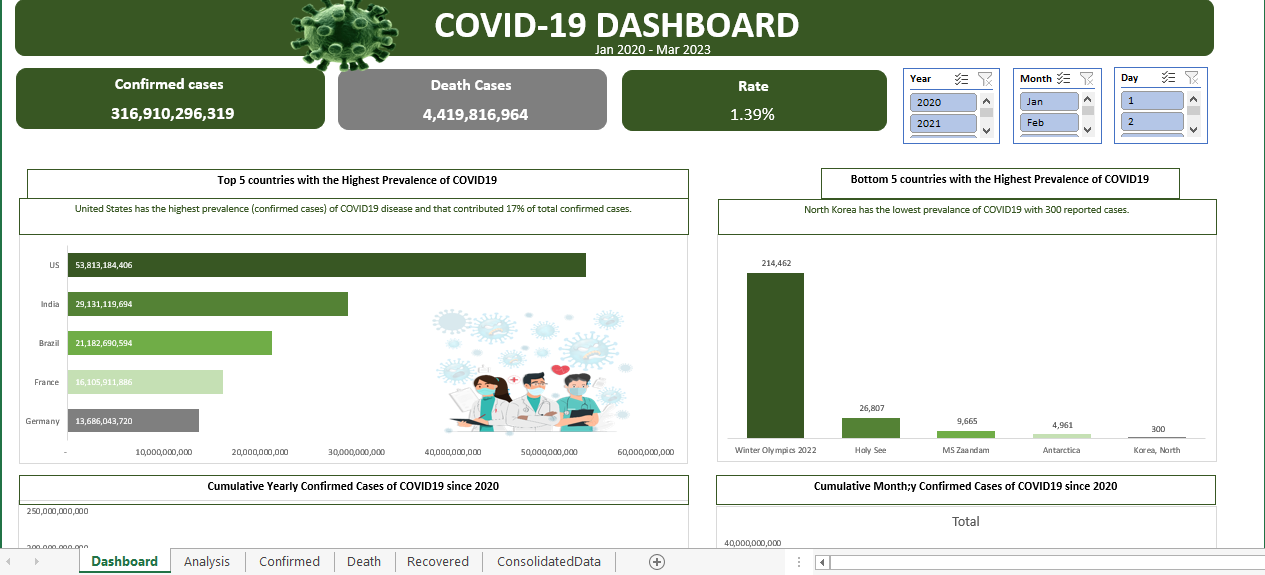 COVID-19 DASHBOARD
Jan 2020 - Mar 2023
Confirmed cases
316,910,296,319
Death Cases
4,419,816,964
Rate
1.39%
Year
2020
2021
Month
Jan
Feb
Day
1
2
Top 5 countries with the Highest Prevalence of COVID19
United States has the highest prevalence (confirmed cases) of COVID19 disease and that contributed 17% of total confirmed cases.
US
53,813,184,406
India
29,131,119,694
Brazil
21,182,690,594
France
16,105,911,886
Germany
13,686,043,720
-
10,000,000,000
20,000,000,000
30,000,000,000
40,000,000,000
50,000,000,000
60,000,000,000
Bottom 5 countries with the Highest Prevalence of COVID19
North Korea has the lowest prevalance of COVID19 with 300 reported cases.
214,462
26,807
9,665
4,961
300
Winter Olympics 2022
Holy See
MS Zaandam
Antarctica
Korea, North
Cumulative Yearly Confirmed Cases of COVID19 since 2020
250,000,000,000
Cumulative Month;y Confirmed Cases of COVID19 since 2020
Total
40,000,000,000
Dashboard
Analysis
Confirmed
Death
Recovered
ConsolidatedData